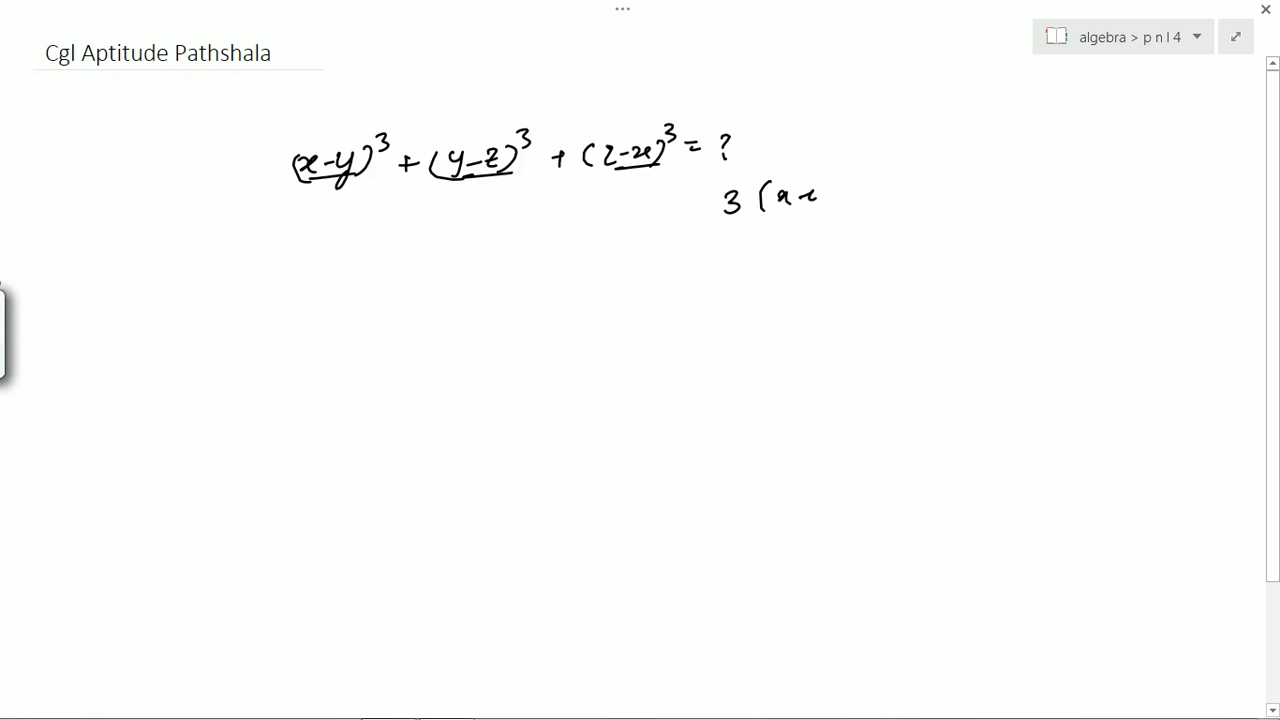 ...
Cgl Aptitude Pathshala
algebra > p n l 4
(x-y)³ + (y-z)³ + (z-x)³ = ?
3 (x -